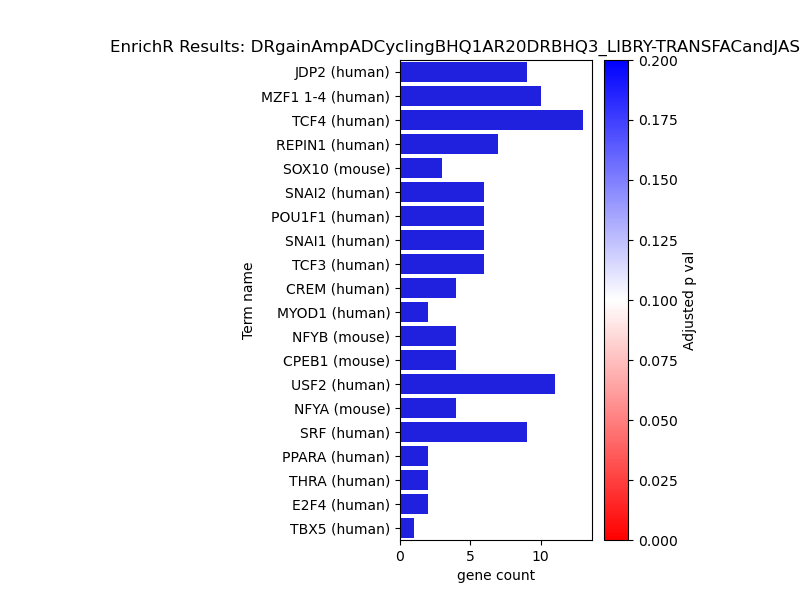 EnrichR Results: DRgainAmpADCyclingBHQ1AR20DRBHQ3_LIBRY-TRANSFACandJAS
JDP2 (human)
MZF1 1-4 (human)
TCF4 (human)
REPIN1 (human)
SOX10 (mouse)
SNAI2 (human)
POU1F1 (human)
SNAI1 (human)
TCF3 (human)
CREM (human)
MYOD1 (human)
NFYB (mouse)
CPEB1 (mouse)
USF2 (human)
NFYA (mouse)
SRF (human)
PPARA (human)
THRA (human)
E2F4 (human)
TBX5 (human)
Term name
0 5 10
gene count
0.200
0.175
0.150
0.125
0.100
0.075
0.050
0.025
0.000
Adjusted p val